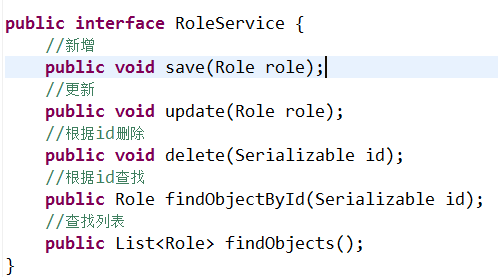 public interface RoleService {
//新增
public void save(Role role);
//更新
public void update(Role role);
//根据id删除
public void delete(Serializable id);
//根据id查找
public Role findObjectById(Serializable id);
//查找列表
public List<Role> findObjects();
}